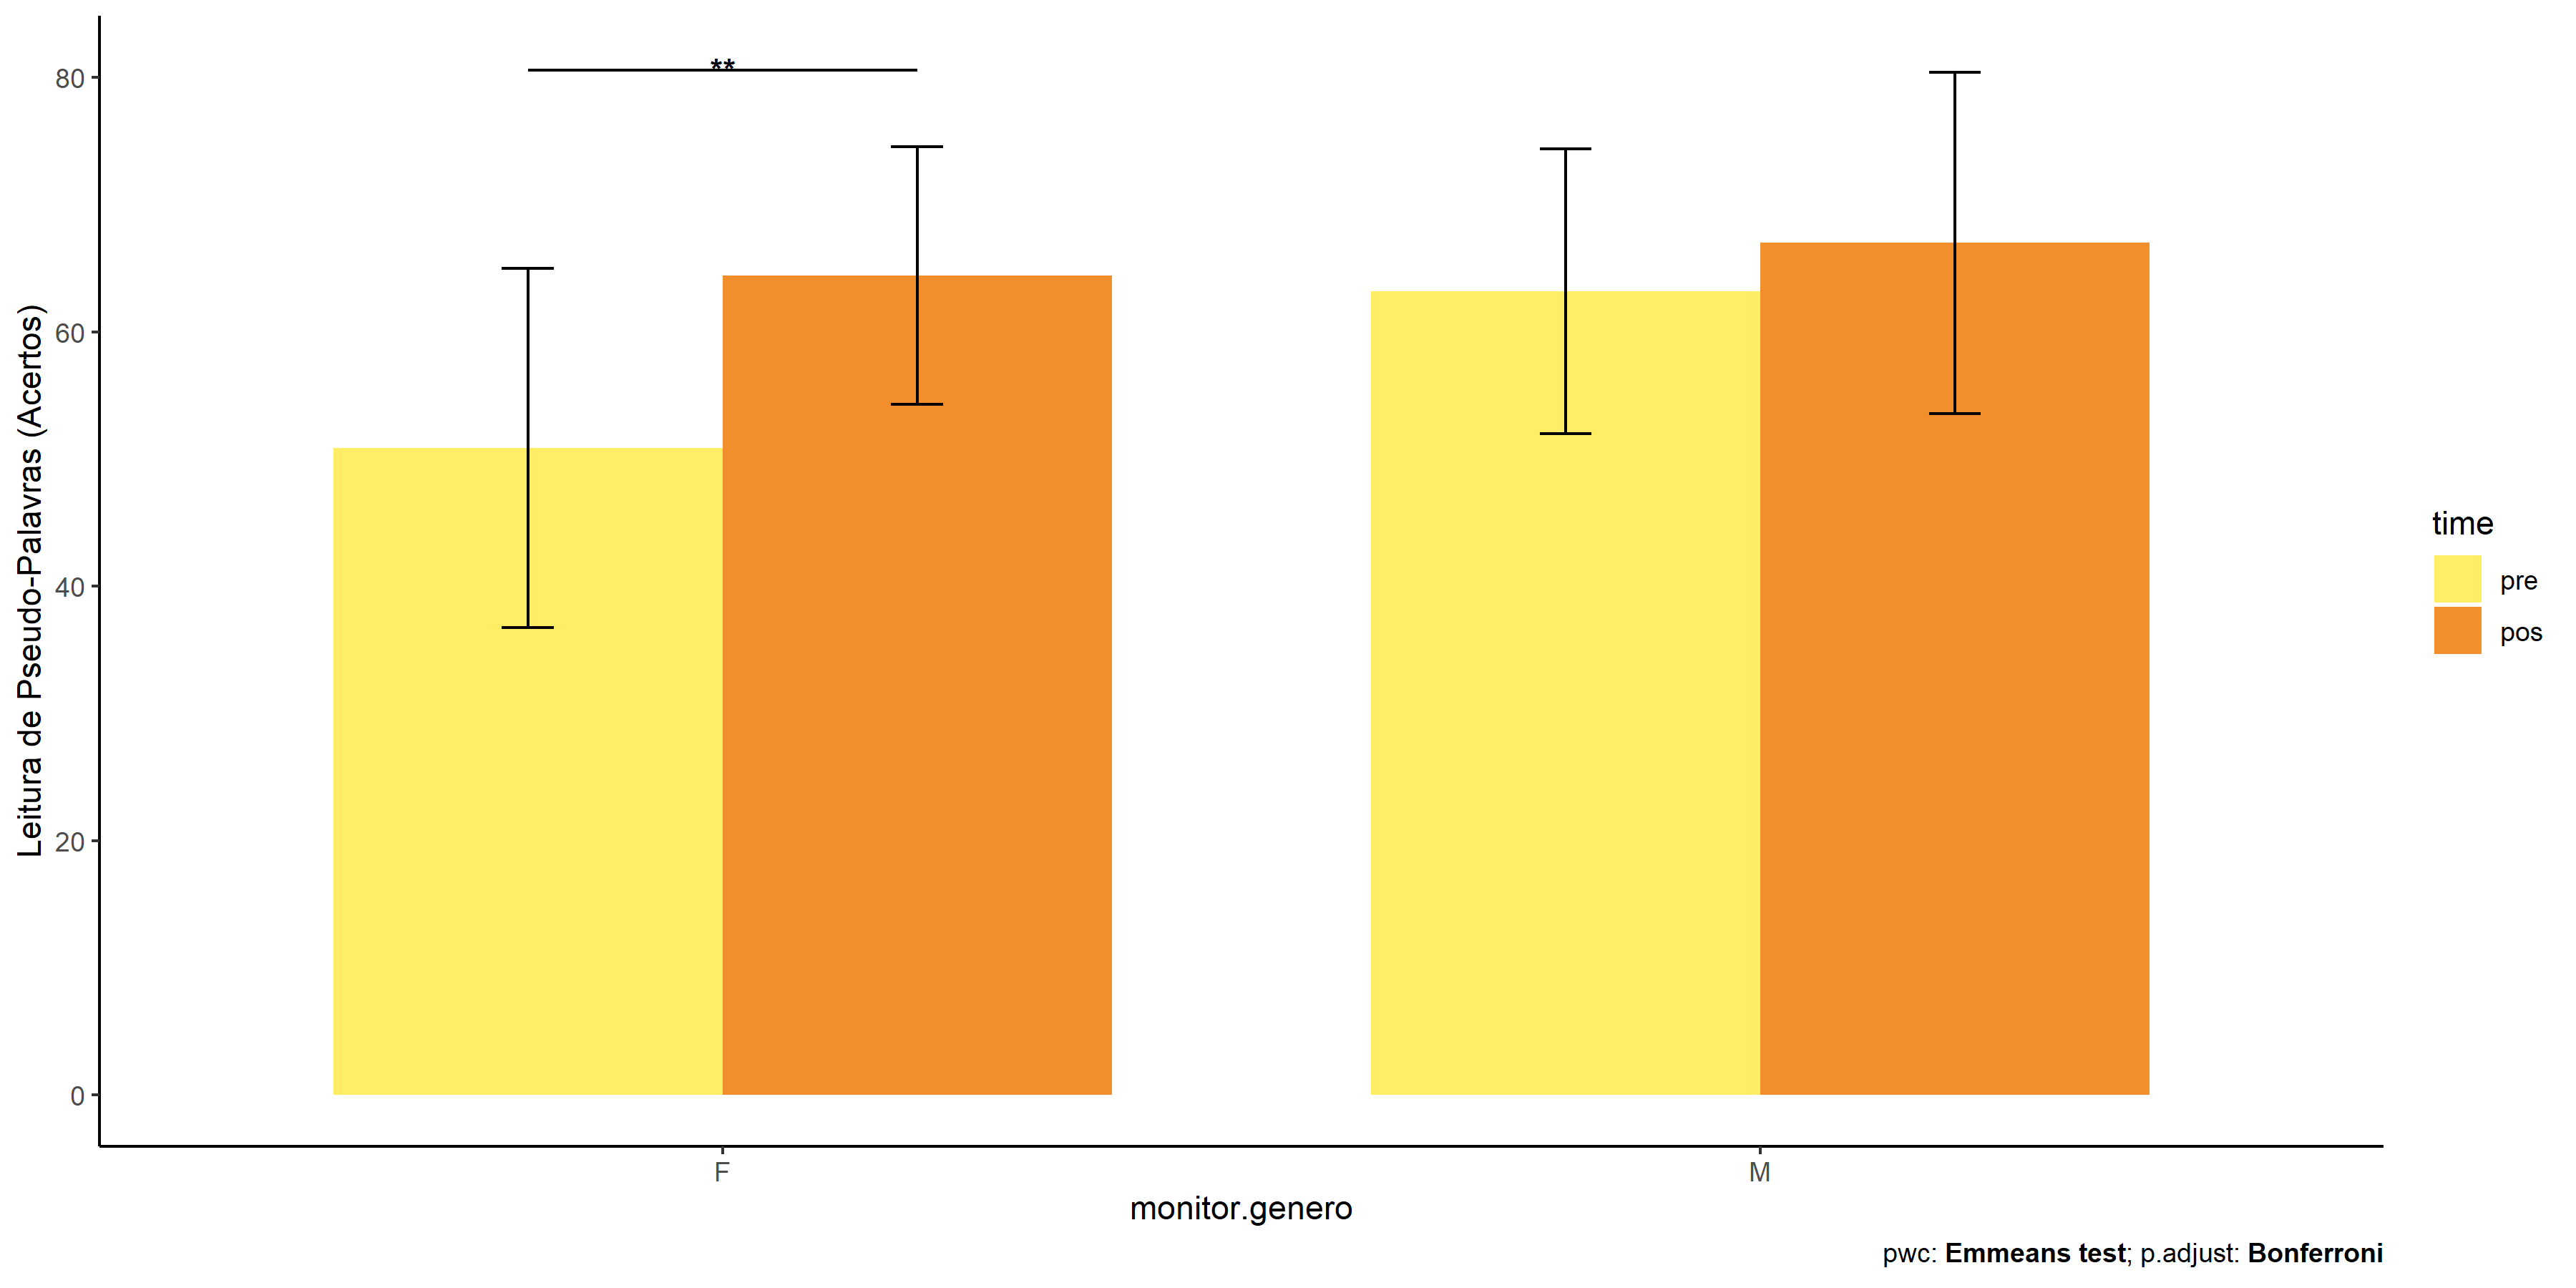 **
80
60
40
20
0
Leitura de Pseudo-Palavras (Acertos)
F
M
monitor.genero
time
pre
pos
pwc: Emmeans test; p.adjust: Bonferroni